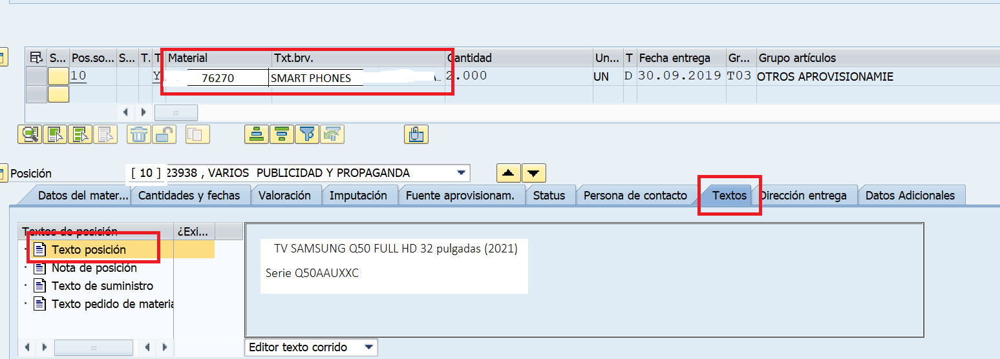 S... Pos.so... S... T. T Material Txt.brv. Cantidad Un... T Fecha entrega Gr... Grupo artículos
10 Y 76270 SMART PHONES 2.000 UN D 30.09.2019 T03 OTROS APROVISIONAMIE
Posición [ 10 ] 23938 , VARIOS PUBLICIDAD Y PROPAGANDA
Datos del mater... Cantidades y fechas Valoración Imputación Fuente aprovisionam. Status Persona de contacto Textos Dirección entrega Datos Adicionales
Textos de posición ¿Exi...
Texto posición
Nota de posición
Texto de suministro
Texto pedido de materia
TV SAMSUNG Q50 FULL HD 32 pulgadas (2021)
Serie Q50AAUXXC
Editor texto corrido